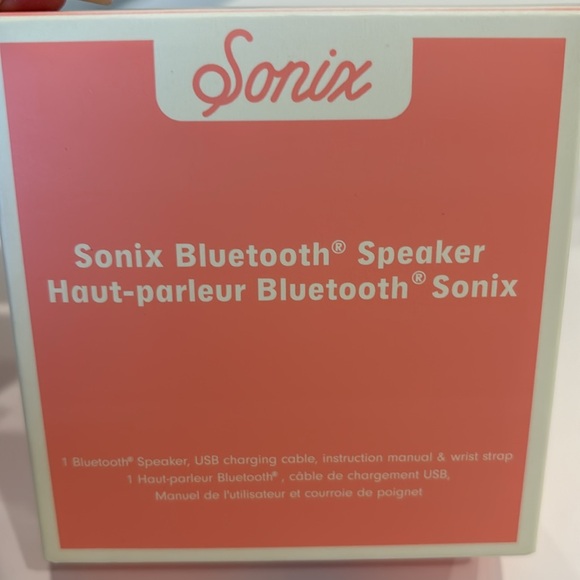 Sonix
Sonix Bluetooth® Speaker
Haut-parleur Bluetooth® Sonix
1 Bluetooth® Speaker, USB charging cable, instruction manual & wrist strap
1 Haut-parleur Bluetooth® , câble de chargement USB,
Manuel de l'utilisateur et courroie de poignet